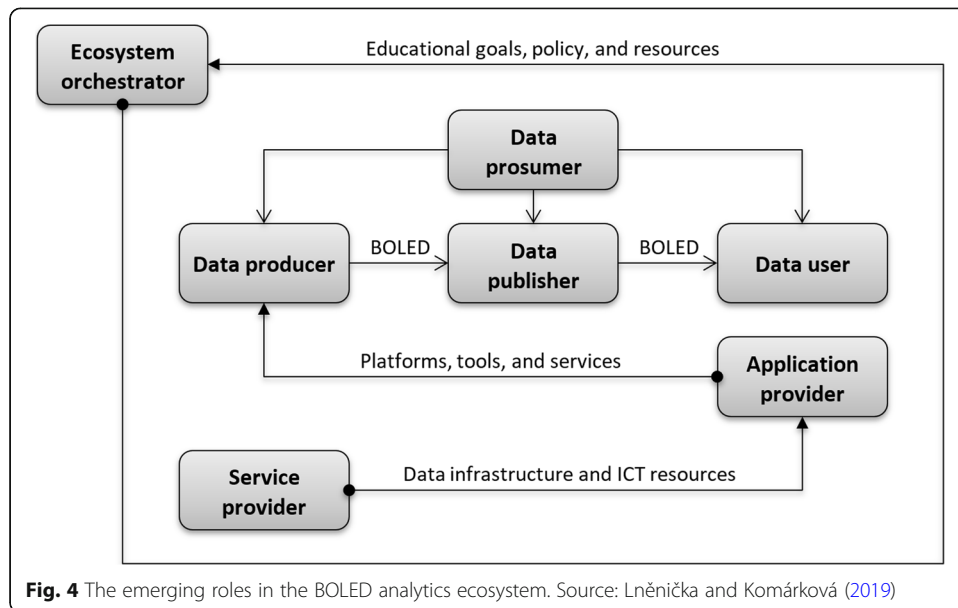 Ecosystem
orchestrator
Educational goals, policy, and resources
Data
prosumer
Data producer
BOLED
Data
publisher
BOLED
Data user
Platforms, tools, and services
Application
provider
Service
provider
Data infrastructure and ICT resources
Fig. 4 The emerging roles in the BOLED analytics ecosystem. Source: Lněnička and Komárková (2019)